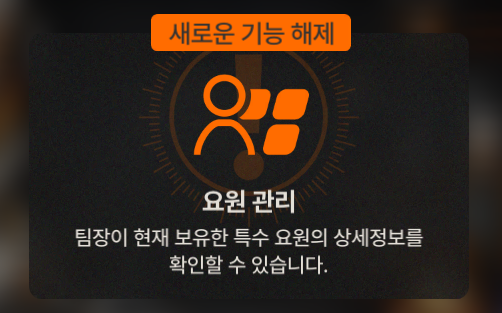 새로운 기능 해제
요원 관리
팀장이 현재 보유한 특수 요원의 상세정보를
확인할 수 있습니다.